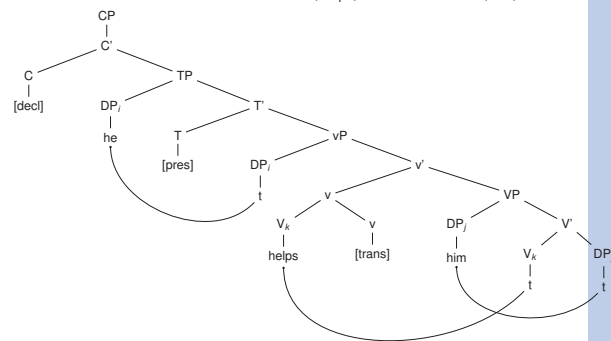 CP
C’
C TP
[decl] DPi T’
he T vP
[pres] DPi v’
t v VP
Vk v DPj V’
helps [trans] him Vk DP
t t